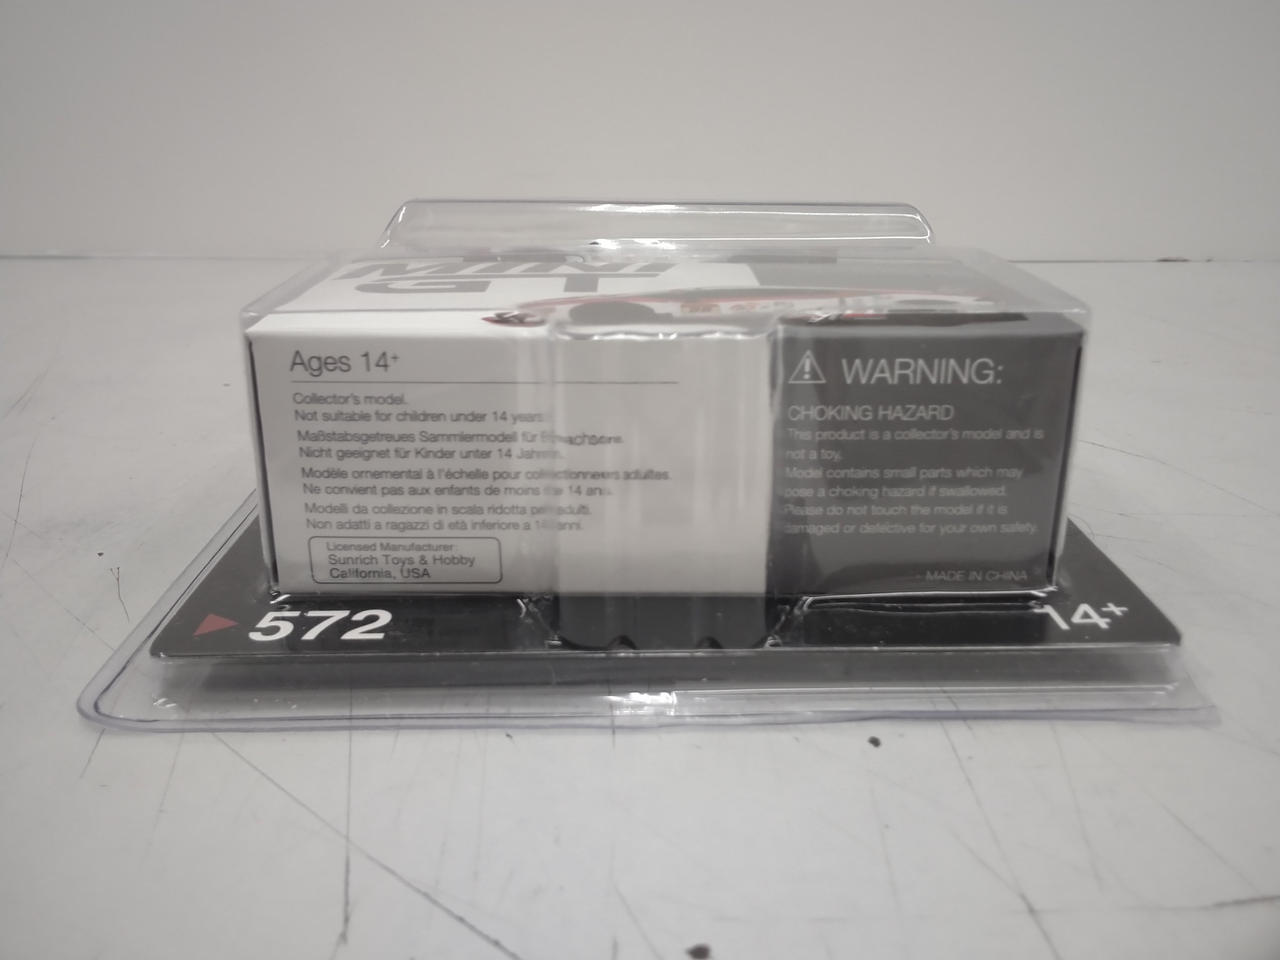 MINI GT
Ages 14+
Collector's model.
Not suitable for children under 14 years.
Maßstabsgetreues Sammlermodell für Erwachsene.
Nicht geeignet für Kinder unter 14 Jahren.
Modèle ornemental à l'échelle pour collectionneurs adultes.
Ne convient pas aux enfants de moins de 14 ans.
Modelli da collezione in scala ridotta per adulti.
Non adatti a ragazzi di età inferiore a 14 anni.
Licensed Manufacturer:
Sunrich Toys & Hobby
California, USA
WARNING:
CHOKING HAZARD
This product is a collector's model and is
not a toy.
Model contains small parts which may
pose a choking hazard if swallowed.
Please do not touch the model if it is
damaged or defective for your own safety.
MADE IN CHINA
572
14+